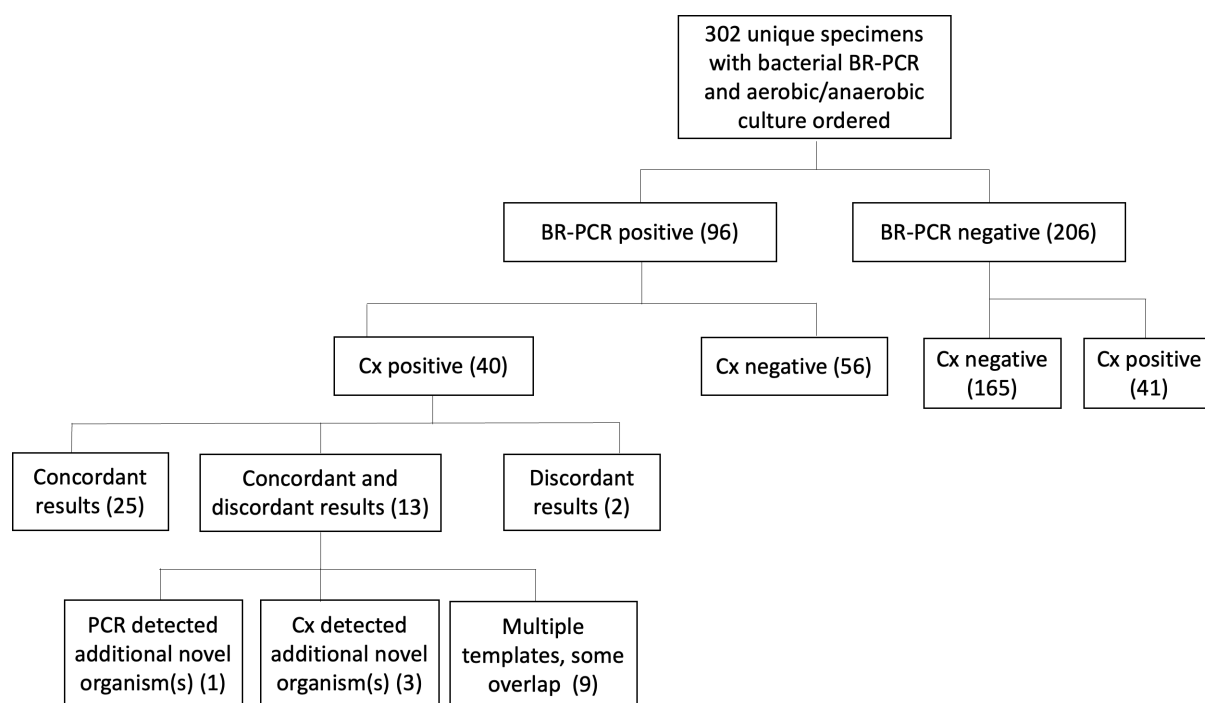 302 unique specimens
with bacterial BR-PCR
and aerobic/anaerobic
culture ordered
BR-PCR positive (96)
BR-PCR negative (206)
Cx positive (40)
Cx negative (56)
Cx negative
(165)
Cx positive
(41)
Concordant
results (25)
Concordant and
discordant results (13)
Discordant
results (2)
PCR detected
additional novel
organism(s) (1)
Cx detected
additional novel
organism(s) (3)
Multiple
templates, some
overlap (9)